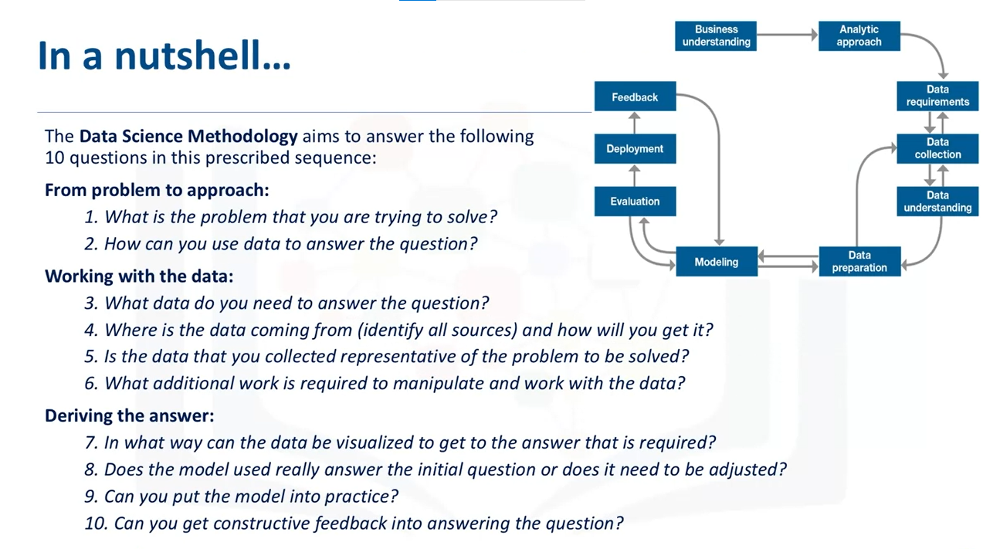 In a nutshell…
The Data Science Methodology aims to answer the following
10 questions in this prescribed sequence:
From problem to approach:
1. What is the problem that you are trying to solve?
2. How can you use data to answer the question?
Working with the data:
3. What data do you need to answer the question?
4. Where is the data coming from (identify all sources) and how will you get it?
5. Is the data that you collected representative of the problem to be solved?
6. What additional work is required to manipulate and work with the data?
Deriving the answer:
7. In what way can the data be visualized to get to the answer that is required?
8. Does the model used really answer the initial question or does it need to be adjusted?
9. Can you put the model into practice?
10. Can you get constructive feedback into answering the question?
Business
understanding
Analytic
approach
Data
requirements
Data
collection
Data
understanding
Data
preparation
Modeling
Evaluation
Deployment
Feedback